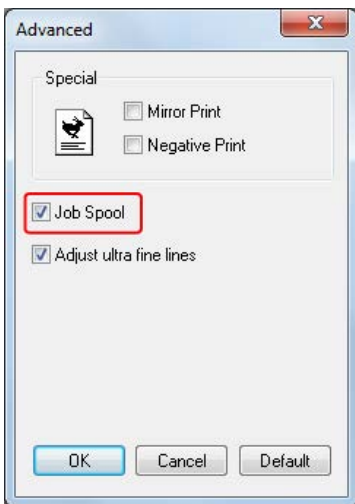 Advanced
Special
Mirror Print
Negative Print
Job Spool
Adjust ultra fine lines
OK Cancel Default